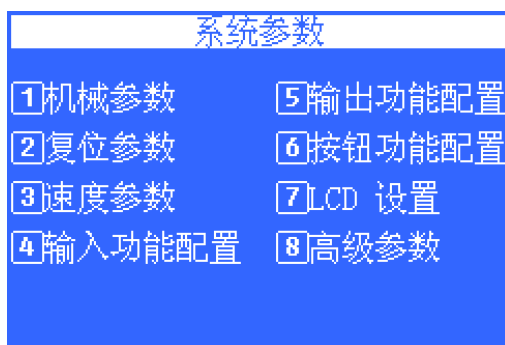 系统参数
1机械参数
2复位参数
3速度参数
4输入功能配置
5输出功能配置
6按钮功能配置
7LCD 设置
8高级参数